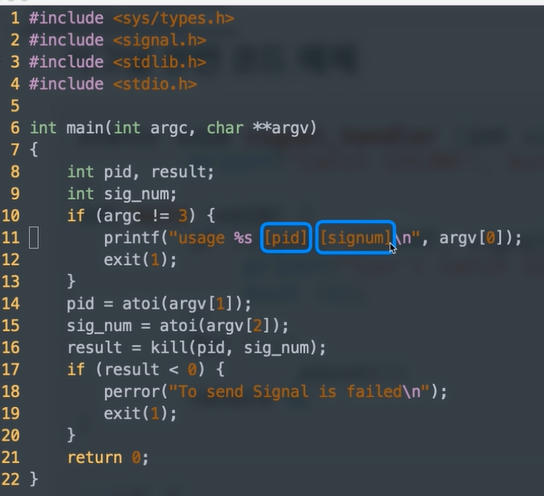 1 #include <sys/types.h>
2 #include <signal.h>
3 #include <stdlib.h>
4 #include <stdio.h>
5
6 int main(int argc, char **argv)
7 {
8     int pid, result;
9     int sig_num;
10     if (argc != 3) {
11         printf("usage %s [pid] [signum]\n", argv[0]);
12         exit(1);
13     }
14     pid = atoi(argv[1]);
15     sig_num = atoi(argv[2]);
16     result = kill(pid, sig_num);
17     if (result < 0) {
18         perror("To send Signal is failed\n");
19         exit(1);
20     }
21     return 0;
22 }